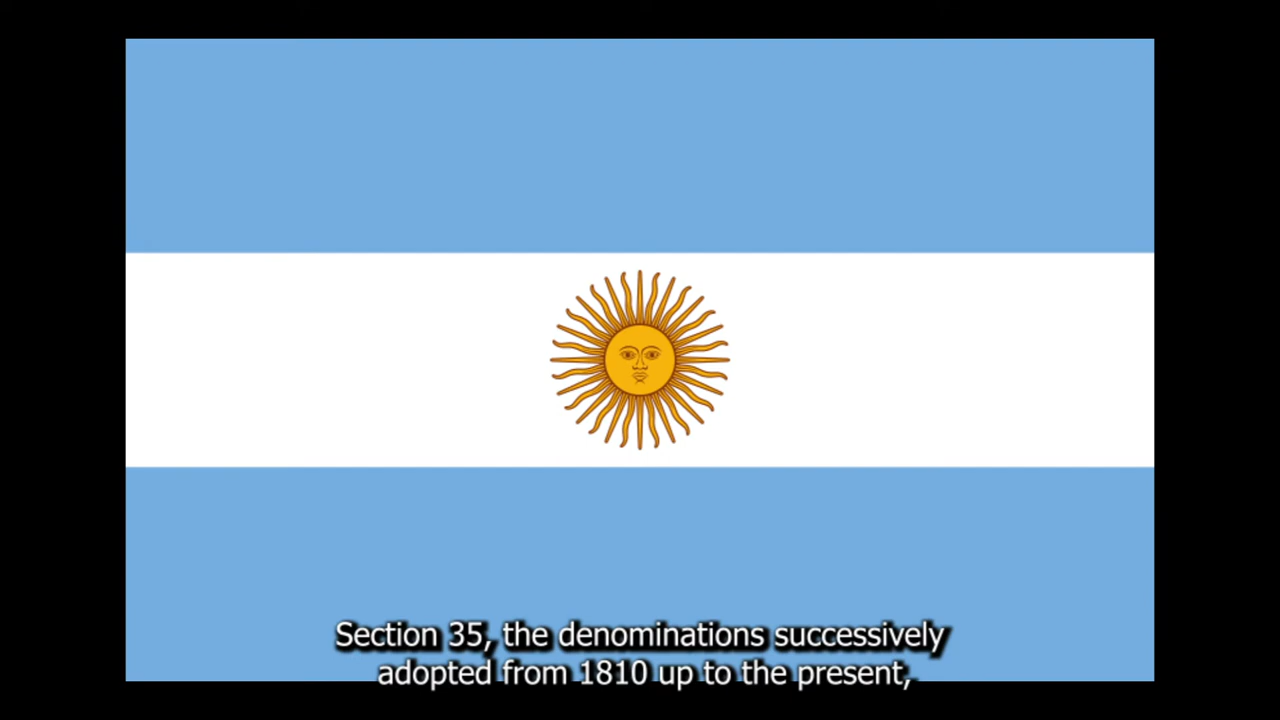 Section 35, the denominations successively
adopted from 1810 up to the present,